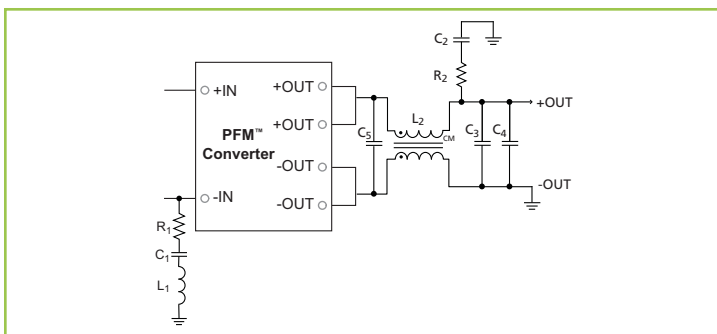 C2
R2
+IN
+OUT
+OUT
PFM™
Converter
-OUT
-OUT
-IN
C5
L2
CM
C3
C4
+OUT
-OUT
R1
C1
L1